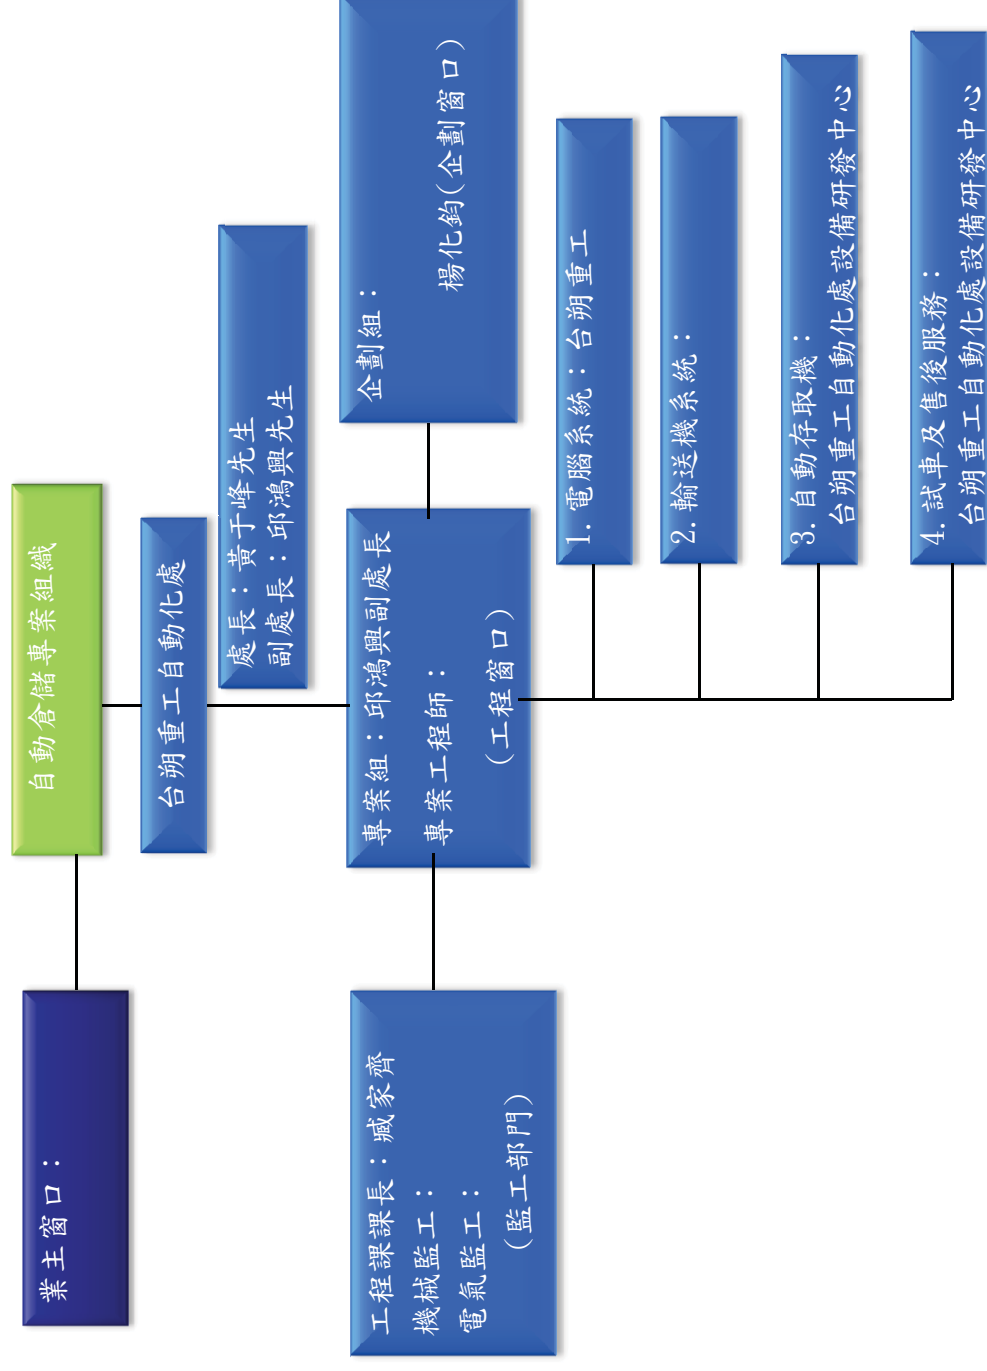 自動倉儲專案組織
業主窗口：
台朔重工自動化處
處長：黃于峰先生
副處長：邱鴻興先生
專案組：邱鴻興副處長
專案工程師：
(工程窗口)
企劃組：
楊化鈞(企劃窗口)
工程課課長：臧家齊
機械監工：
電氣監工：
(監工部門)
1. 電腦系統：台朔重工
2. 輸送機系統：
3. 自動存取機：
台朔重工自動化處設備研發中心
4. 試車及售後服務：
台朔重工自動化處設備研發中心